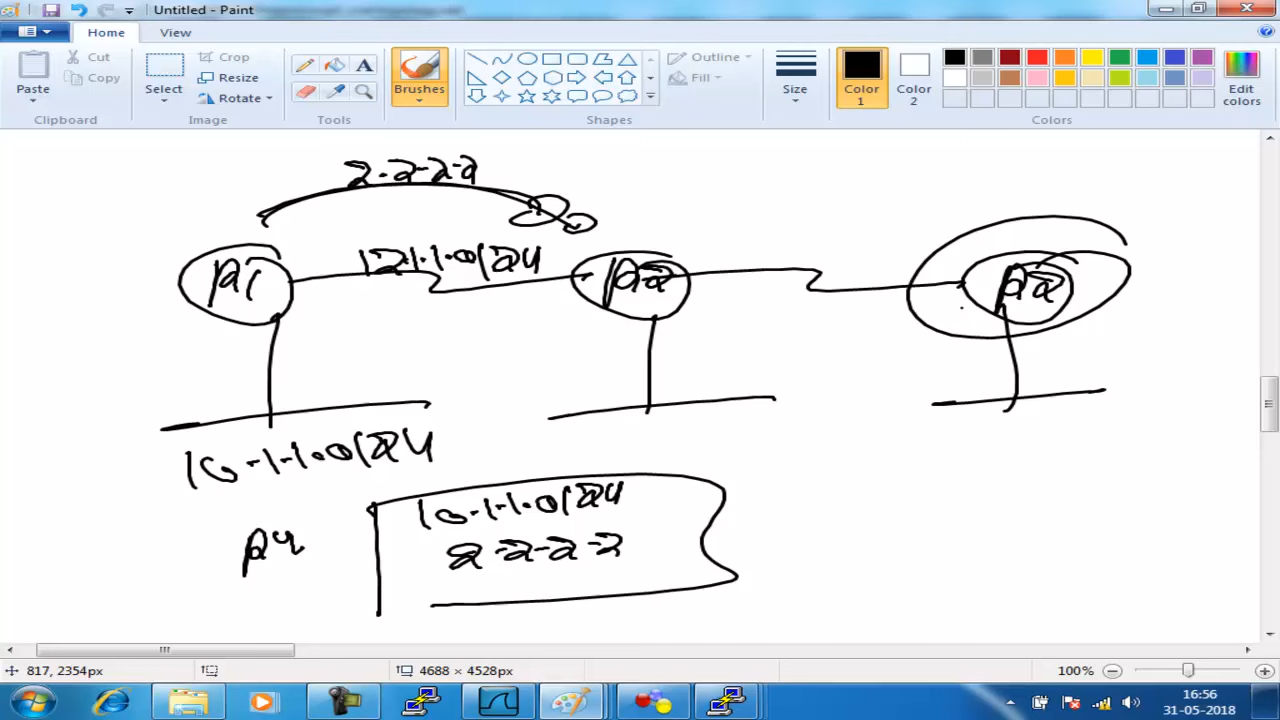 Untitled - Paint
Home
View
Paste
Cut
Copy
Clipboard
Select
Crop
Resize
Rotate
Image
Tools
Brushes
Shapes
Outline
Fill
Size
Color 1
Color 2
Edit colors
Colors
2.2.2.2
R1
12.1.1.0/24
R2
10.1.1.0/24
10.1.1.0/24
2.2.2.2
817, 2354px
4688 × 4528px
100%
16:56
31-05-2018